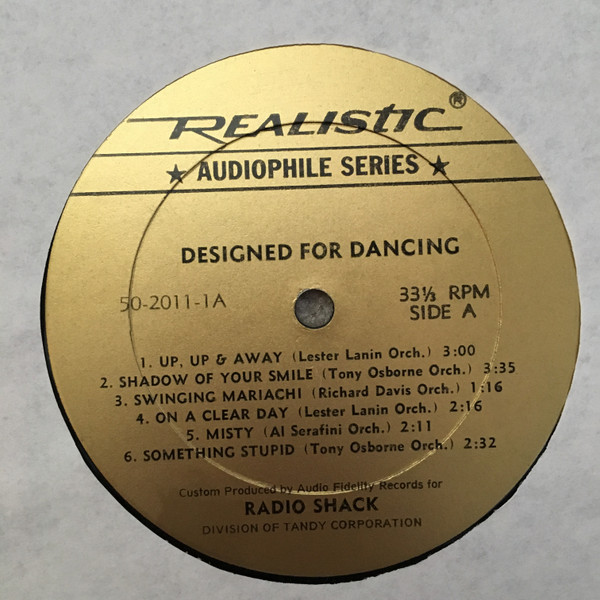 REALISTIC®
★ AUDIOPHILE SERIES ★
DESIGNED FOR DANCING
50-2011-1A
33⅓ RPM
SIDE A
1. UP, UP & AWAY (Lester Lanin Orch.) 3:00
2. SHADOW OF YOUR SMILE (Tony Osborne Orch.) 3:35
3. SWINGING MARIACHI (Richard Davis Orch.) 1:16
4. ON A CLEAR DAY (Lester Lanin Orch.) 2:16
5. MISTY (Al Serafini Orch.) 2:11
6. SOMETHING STUPID (Tony Osborne Orch.) 2:32
Custom Produced by Audio Fidelity Records for
RADIO SHACK
DIVISION OF TANDY CORPORATION